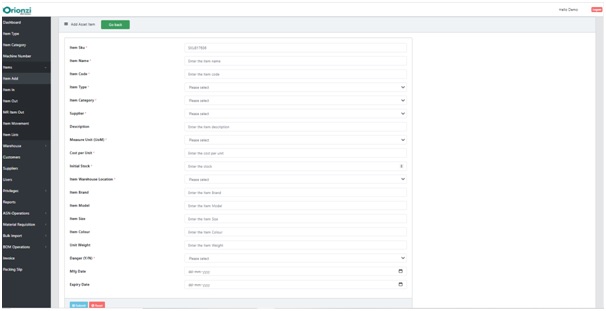 Orionzi
Hello Demo
Logout
Dashboard
Item Type
Item Category
Machine Number
Items
Item Add
Item In
Item Out
MR Item Out
Item Movement
Item Lists
Warehouse
Customers
Suppliers
Users
Privileges
Reports
ASN-Operations
Material Requisition
Bulk Import
BOM Operations
Invoice
Packing Slip
Add Asset Item
Go Back
Item Sku *
Item Name * Enter the item name
Item Code * Enter the item code
Item Type * Please select
Item Category * Please select
Supplier * Please select
Description Enter the item description
Measure Unit (UoM) * Please select
Cost per Unit * Enter the cost per unit
Initial Stock * Enter the stock
Item Warehouse Location * Please select
Item Brand Enter the Item Brand
Item Model Enter the Item Model
Item Size Enter the Item Size
Item Colour Enter the Item Colour
Unit Weight Enter the Item Weight
Danger (Y/N) * Please select
Mfg Date dd-mm-yyyy
Expiry Date dd-mm-yyyy
Submit Reset